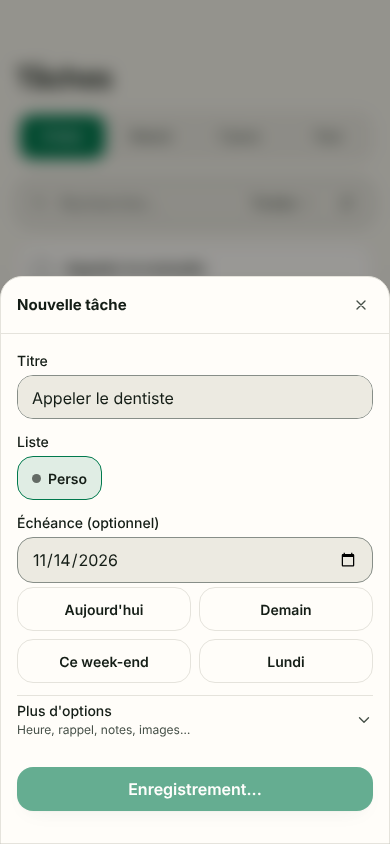 Tâches
Nouvelle tâche
Titre
Appeler le dentiste
Liste
Perso
Échéance (optionnel)
11/14/2026
Aujourd'hui
Demain
Ce week-end
Lundi
Plus d'options
Heure, rappel, notes, images...
Enregistrement...